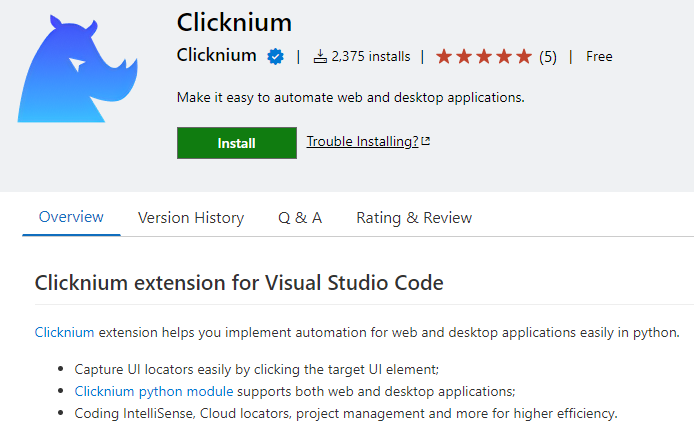 Clicknium
Clicknium | 2,375 installs | (5) | Free
Make it easy to automate web and desktop applications.
Install Trouble Installing?
Overview Version History Q & A Rating & Review
Clicknium extension for Visual Studio Code
Clicknium extension helps you implement automation for web and desktop applications easily in python.
• Capture UI locators easily by clicking the target UI element;
• Clicknium python module supports both web and desktop applications;
• Coding IntelliSense, Cloud locators, project management and more for higher efficiency.